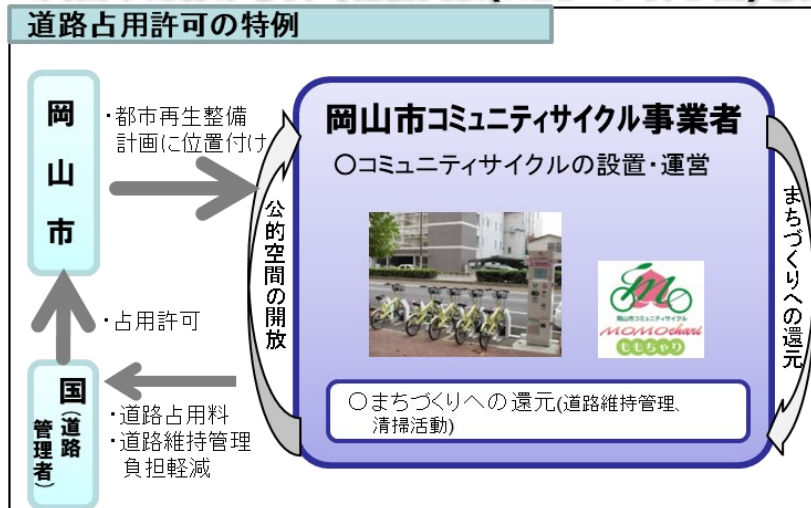 道路占用許可の特例
岡山市
・都市再生整備
計画に位置付け
岡山市コミュニティサイクル事業者
○コミュニティサイクルの設置・運営
公的空間の開放
まちづくりへの還元
・占用許可
岡山市コミュニティサイクル
MOMOchari
ももちゃり
国(道路
管理者)
・道路占用料
・道路維持管理
負担軽減
○まちづくりへの還元(道路維持管理、
清掃活動)